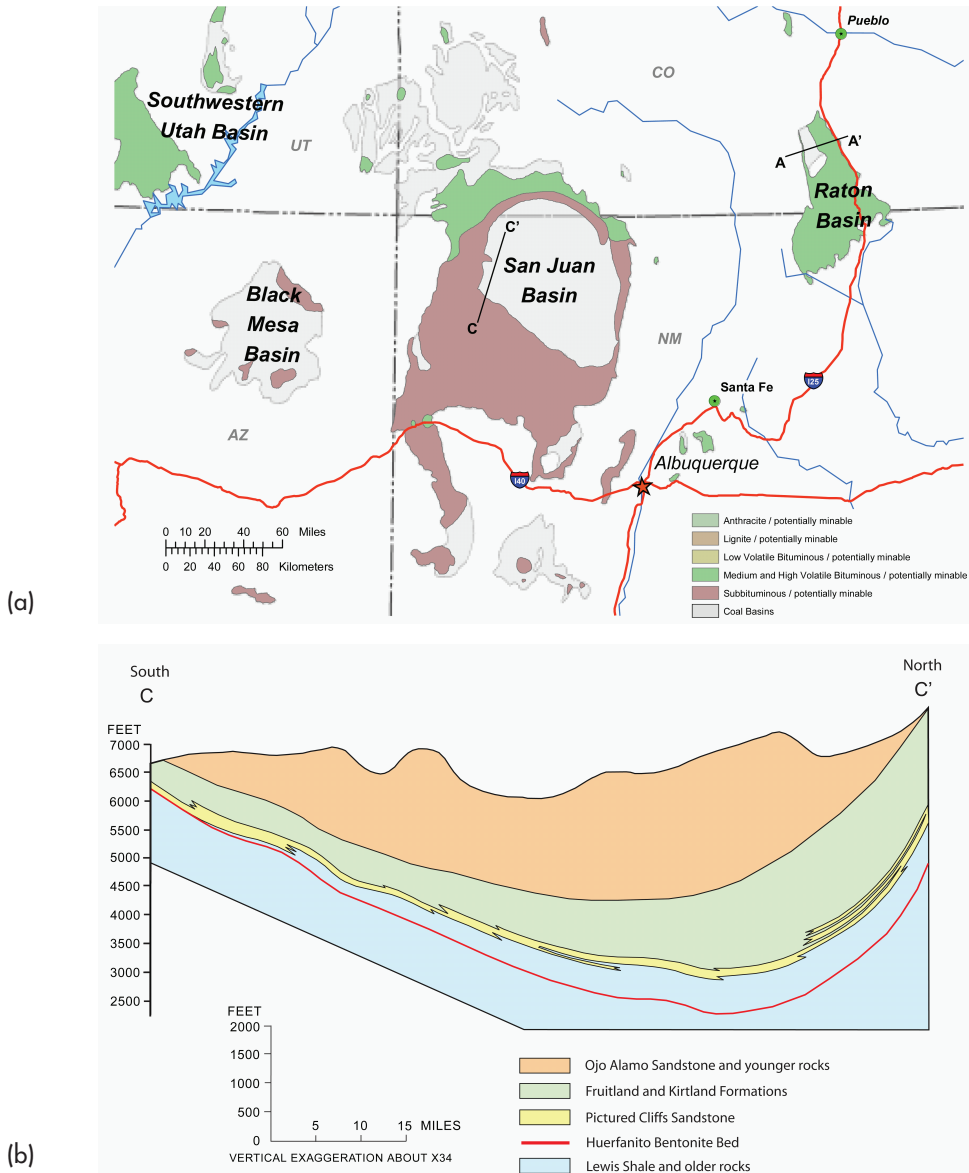 Pueblo
CO
Southwestern
Utah Basin
UT
A
A'
Raton
Basin
C'
San Juan
Basin
Black
Mesa
Basin
C
NM
Santa Fe
I25
AZ
Albuquerque
I40
0 10 20 40 60 Miles
0 20 40 60 80 Kilometers
Anthracite / potentially minable
Lignite / potentially minable
Low Volatile Bituminous / potentially minable
Medium and High Volatile Bituminous / potentially minable
Subbituminous / potentially minable
Coal Basins
(a)
South
C
North
C'
FEET
7000
6500
6000
5500
5000
4500
4000
3500
3000
2500
FEET
2000
1500
1000
500
0
5 10 15 MILES
VERTICAL EXAGGERATION ABOUT X34
Ojo Alamo Sandstone and younger rocks
Fruitland and Kirtland Formations
Pictured Cliffs Sandstone
Huerfanito Bentonite Bed
Lewis Shale and older rocks
(b)